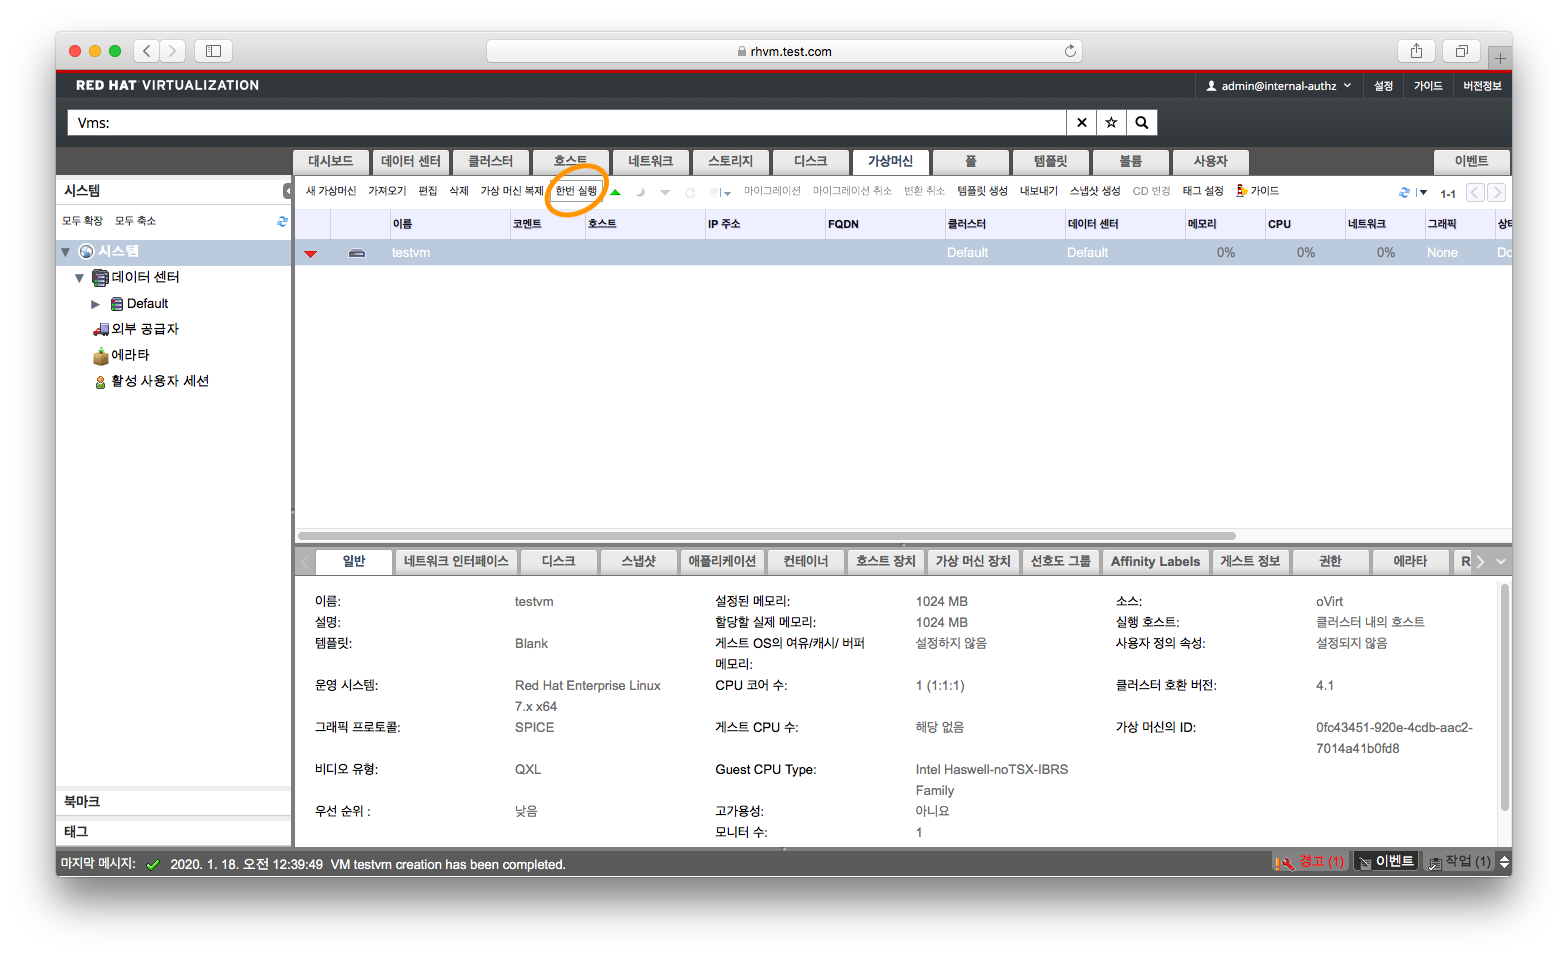 rhvm.test.com
RED HAT VIRTUALIZATION
admin@internal-authz
설정
가이드
버전정보
Vms:
대시보드
데이터 센터
클러스터
호스트
네트워크
스토리지
디스크
가상머신
풀
템플릿
볼륨
사용자
이벤트
시스템
새 가상머신
가져오기
편집
삭제
가상 머신 복제
한번 실행
마이그레이션
마이그레이션 취소
변환 취소
템플릿 생성
내보내기
스냅샷 생성
CD 변경
태그 설정
가이드
1-1
모두 확장
모두 축소
이름
코멘트
호스트
IP 주소
FQDN
클러스터
데이터 센터
메모리
CPU
네트워크
그래픽
시스템
testvm
Default
Default
0%
0%
0%
None
Do
데이터 센터
Default
외부 공급자
에라타
활성 사용자 세션
일반
네트워크 인터페이스
디스크
스냅샷
애플리케이션
컨테이너
호스트 장치
가상 머신 장치
선호도 그룹
Affinity Labels
게스트 정보
권한
에라타
R
이름: testvm
설명:
템플릿: Blank
운영 시스템: Red Hat Enterprise Linux
7.x x64
그래픽 프로토콜: SPICE
비디오 유형: QXL
우선 순위 : 낮음
설정된 메모리: 1024 MB
할당할 실제 메모리: 1024 MB
게스트 OS의 여유/캐시/ 버퍼 설정하지 않음
메모리:
CPU 코어 수: 1 (1:1:1)
게스트 CPU 수: 해당 없음
Guest CPU Type: Intel Haswell-noTSX-IBRS
Family
고가용성: 아니요
모니터 수: 1
소스: oVirt
실행 호스트: 클러스터 내의 호스트
사용자 정의 속성: 설정되지 않음
클러스터 호환 버전: 4.1
가상 머신의 ID: 0fc43451-920e-4cdb-aac2-
7014a41b0fd8
북마크
태그
마지막 메시지: 2020. 1. 18. 오전 12:39:49 VM testvm creation has been completed.
경고 (1)
이벤트
작업 (1)